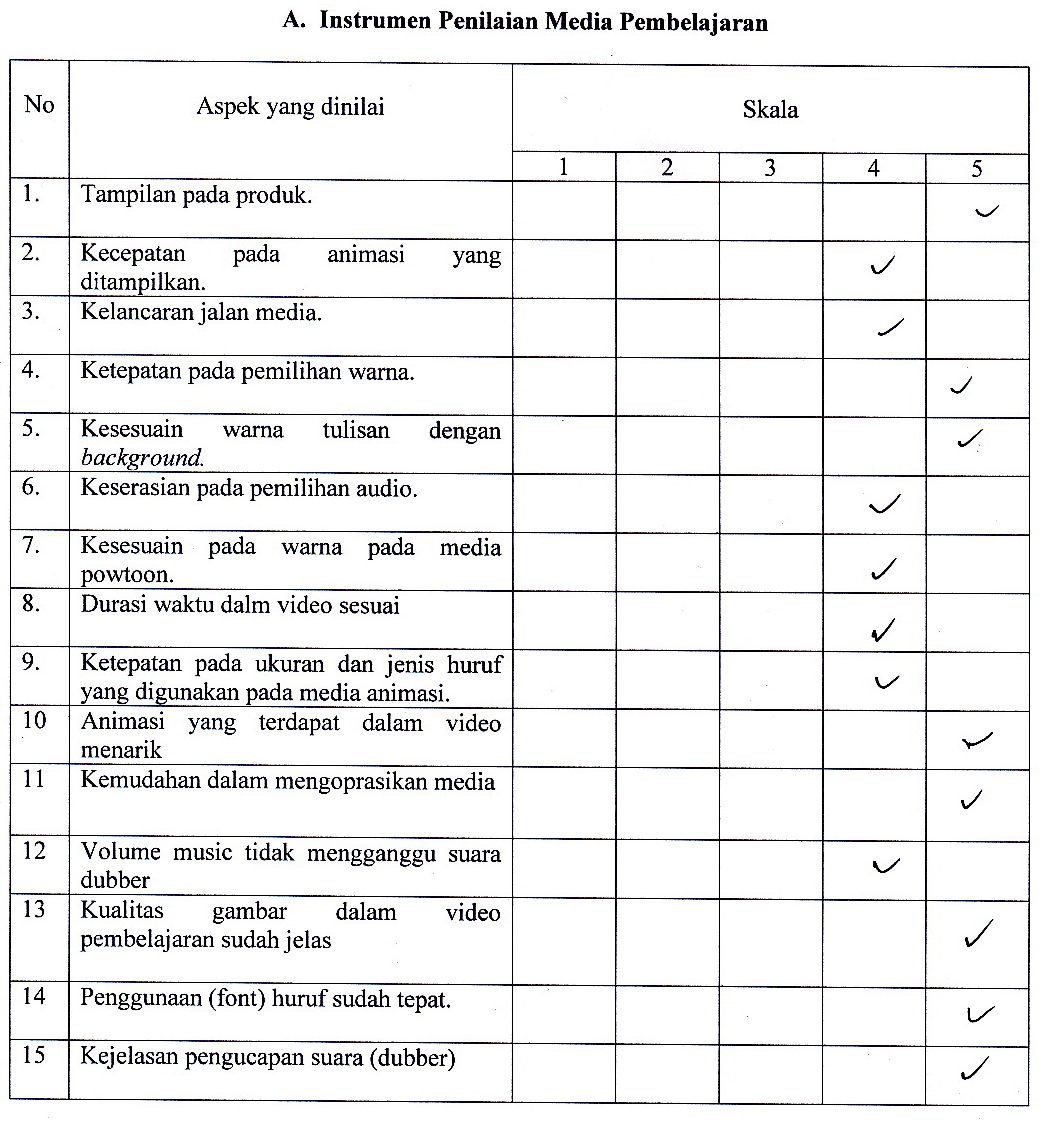 A. Instrumen Penilaian Media Pembelajaran
No Aspek yang dinilai Skala
1 2 3 4 5
1. Tampilan pada produk. ✓
2. Kecepatan pada animasi yang
ditampilkan. ✓
3. Kelancaran jalan media. ✓
4. Ketepatan pada pemilihan warna. ✓
5. Kesesuain warna tulisan dengan
background. ✓
6. Keserasian pada pemilihan audio. ✓
7. Kesesuain pada warna pada media
powtoon. ✓
8. Durasi waktu dalm video sesuai ✓
9. Ketepatan pada ukuran dan jenis huruf
yang digunakan pada media animasi. ✓
10 Animasi yang terdapat dalam video
menarik ✓
11 Kemudahan dalam mengoprasikan media ✓
12 Volume music tidak mengganggu suara
dubber ✓
13 Kualitas gambar dalam video
pembelajaran sudah jelas ✓
14 Penggunaan (font) huruf sudah tepat. ✓
15 Kejelasan pengucapan suara (dubber) ✓